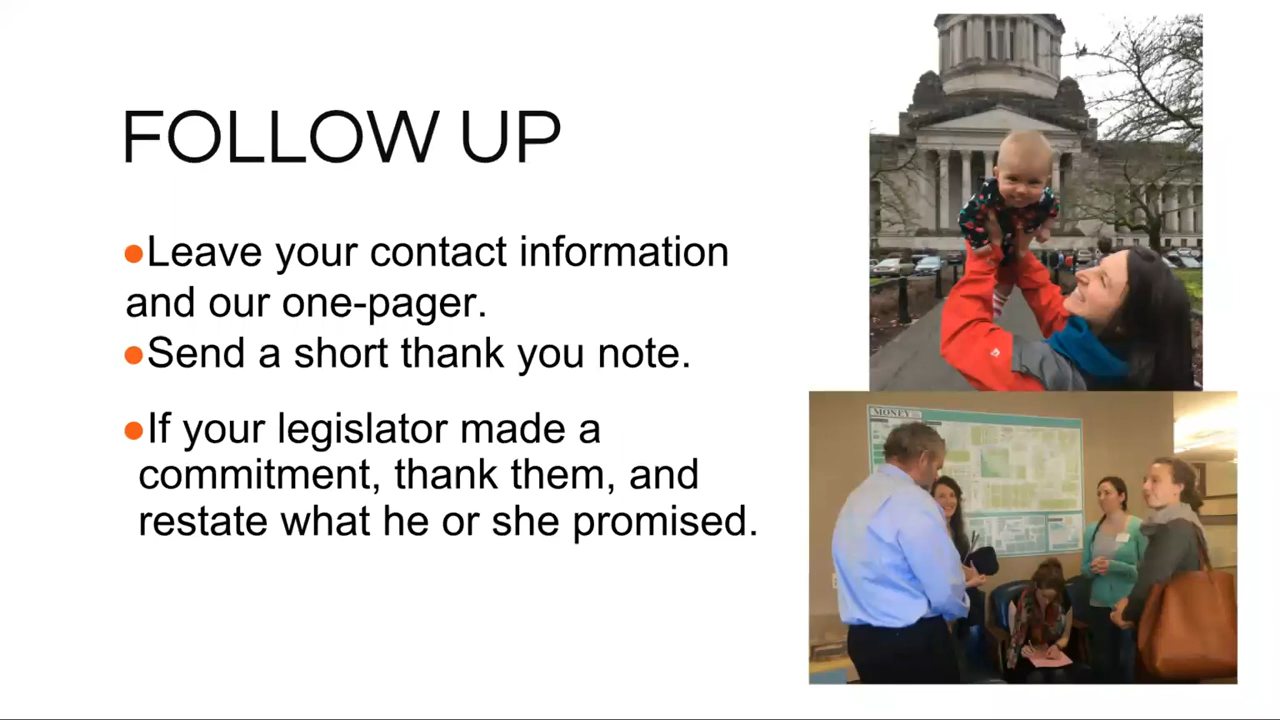 FOLLOW UP
●Leave your contact information
and our one-pager.
●Send a short thank you note.
●If your legislator made a
commitment, thank them, and
restate what he or she promised.
MONEY